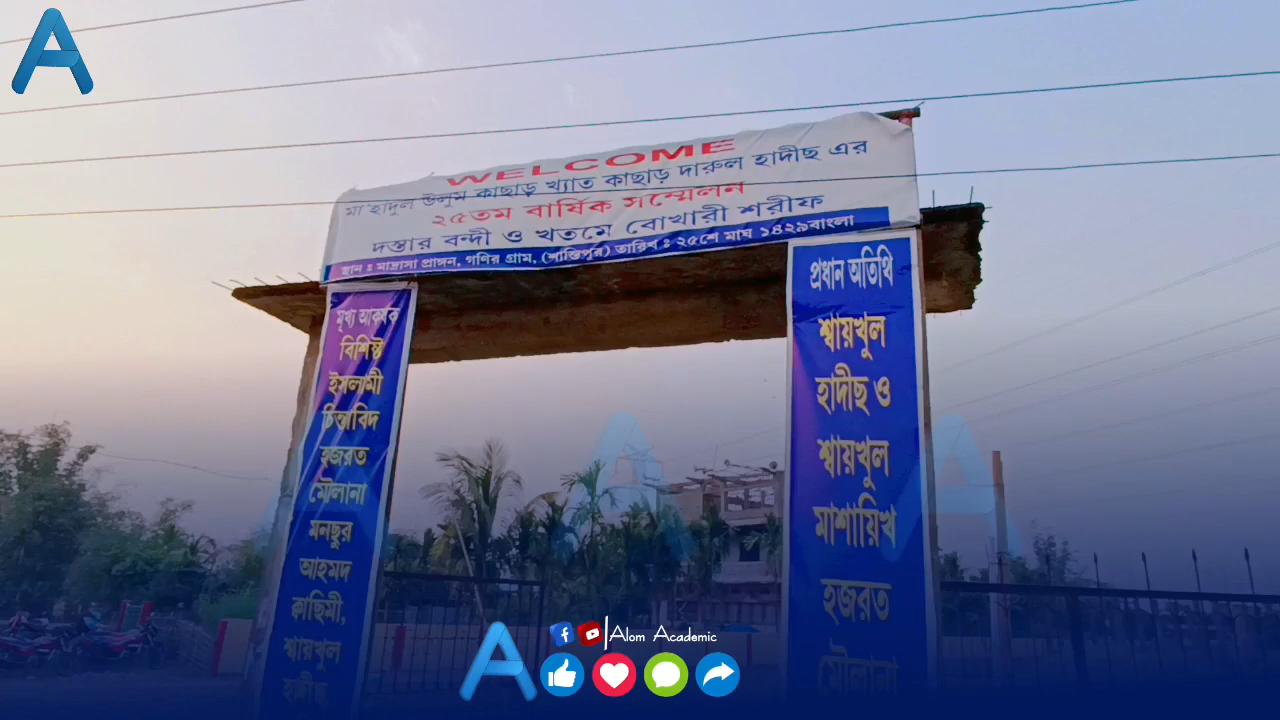 WELCOME
মা'হাদুল উলুম কাছাড় খ্যাত কাছাড় দারুল হাদীছ এর
২৫তম বার্ষিক সম্মেলন
দস্তার বন্দী ও খতমে বোখারী শরীফ
স্থান ঃ মাদ্রাসা প্রাঙ্গন, গণির গ্রাম, (শান্তিপুর) তারিখ ঃ ২৫শে মাঘ ১৪২৯বাংলা
মূখ্য আকর্ষক
বিশিষ্ট
ইসলামী
চিন্তাবিদ
হজরত
মৌলানা
মনছুর
আহমদ
কাছিমী,
শ্বায়খুল
হাদীছ
প্রধান অতিথি
শ্বায়খুল
হাদীছ ও
শ্বায়খুল
মাশায়িখ
হজরত
মৌলানা
Alom Academic